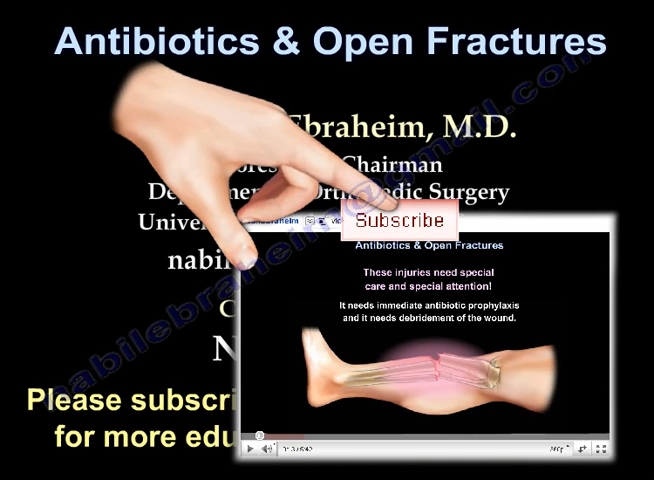 Antibiotics & Open Fractures
Ebraheim, M.D.
Chairman
Surgery
Univer
nabil
Please subscri
for more edu
nabilebraheim@gmail.com
Subscribe
Antibiotics & Open Fractures
These injuries need special
care and special attention!
It needs immediate antibiotic prophylaxis
and it needs debridement of the wound.